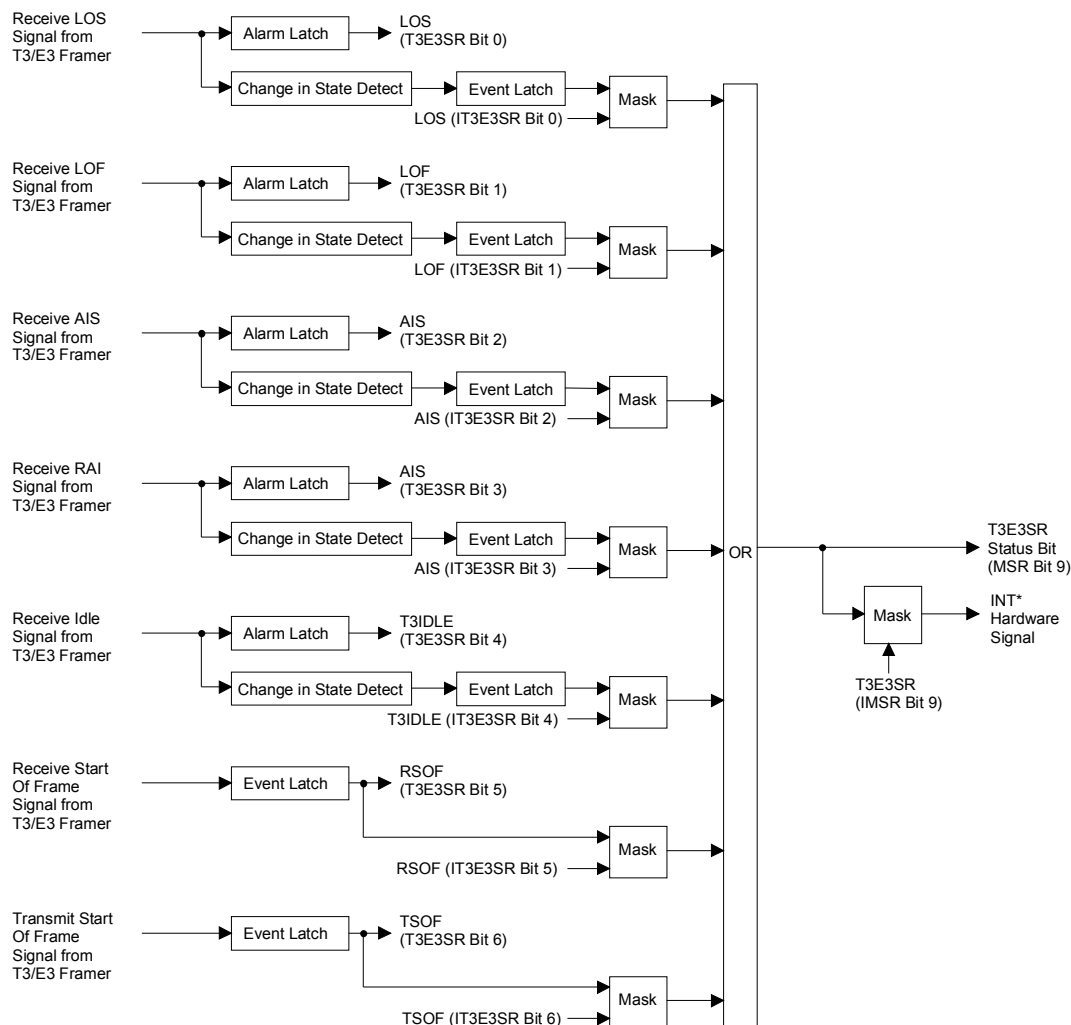 Receive LOS
Signal from
T3/E3 Framer
Alarm Latch
LOS
(T3E3SR Bit 0)
Change in State Detect
Event Latch
Mask
LOS (IT3E3SR Bit 0)
Receive LOF
Signal from
T3/E3 Framer
Alarm Latch
LOF
(T3E3SR Bit 1)
Change in State Detect
Event Latch
Mask
LOF (IT3E3SR Bit 1)
Receive AIS
Signal from
T3/E3 Framer
Alarm Latch
AIS
(T3E3SR Bit 2)
Change in State Detect
Event Latch
Mask
AIS (IT3E3SR Bit 2)
Receive RAI
Signal from
T3/E3 Framer
Alarm Latch
AIS
(T3E3SR Bit 3)
Change in State Detect
Event Latch
Mask
AIS (IT3E3SR Bit 3)
OR
T3E3SR
Status Bit
(MSR Bit 9)
Mask
INT*
Hardware
Signal
T3E3SR
(IMSR Bit 9)
Receive Idle
Signal from
T3/E3 Framer
Alarm Latch
T3IDLE
(T3E3SR Bit 4)
Change in State Detect
Event Latch
Mask
T3IDLE (IT3E3SR Bit 4)
Receive Start
Of Frame
Signal from
T3/E3 Framer
Event Latch
RSOF
(T3E3SR Bit 5)
Mask
RSOF (IT3E3SR Bit 5)
Transmit Start
Of Frame
Signal from
T3/E3 Framer
Event Latch
TSOF
(T3E3SR Bit 6)
Mask
TSOF (IT3E3SR Bit 6)